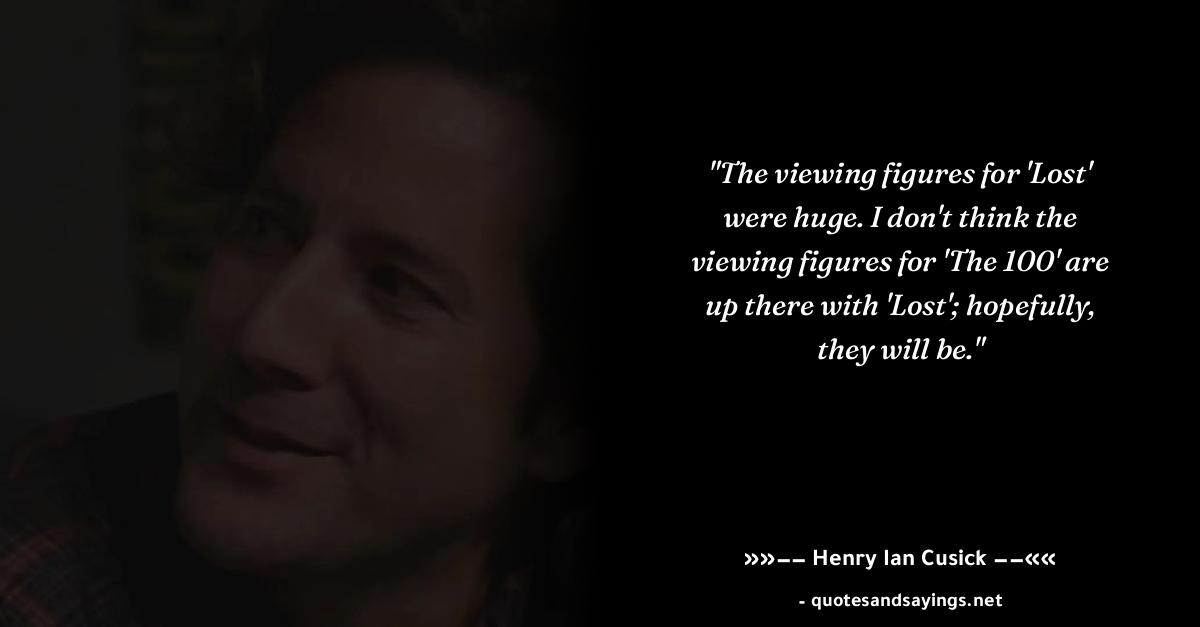 "The viewing figures for 'Lost'
were huge. I don't think the
viewing figures for 'The 100' are
up there with 'Lost'; hopefully,
they will be."
»»-- Henry Ian Cusick --««
- quotesandsayings.net